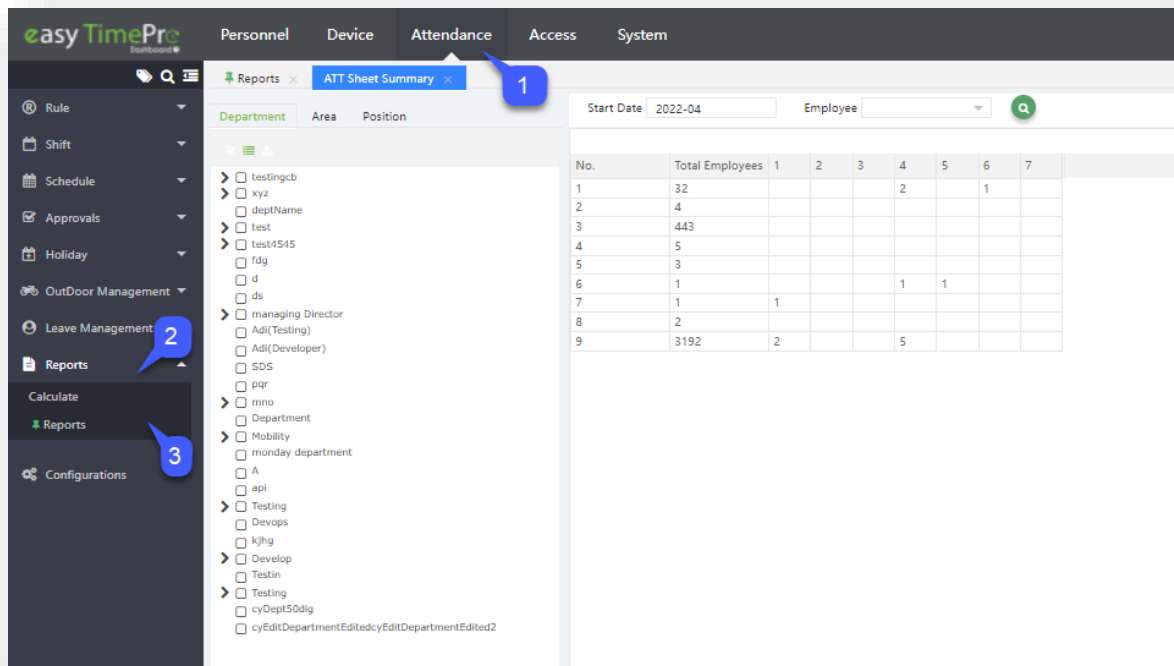 easy TimePro
Dashboard
Personnel Device Attendance Access System
Reports × ATT Sheet Summary ×
1
Rule
Shift
Schedule
Approvals
Holiday
OutDoor Management
Leave Management
2
Reports
Calculate
Reports
3
Configurations
Department Area Position
testingcb
xyz
deptName
test
test4545
fdg
d
ds
managing Director
Adi(Testing)
Adi(Developer)
SDS
pqr
mno
Department
Mobility
monday department
A
api
Testing
Devops
kjhg
Develop
Testin
Testing
cyDept50dig
cyEditDepartmentEditedcyEditDepartmentEdited2
Start Date 2022-04 Employee
No. Total Employees 1 2 3 4 5 6 7
1 32 2 1
2 4
3 443
4 5
5 3
6 1 1 1
7 1 1
8 2
9 3192 2 5